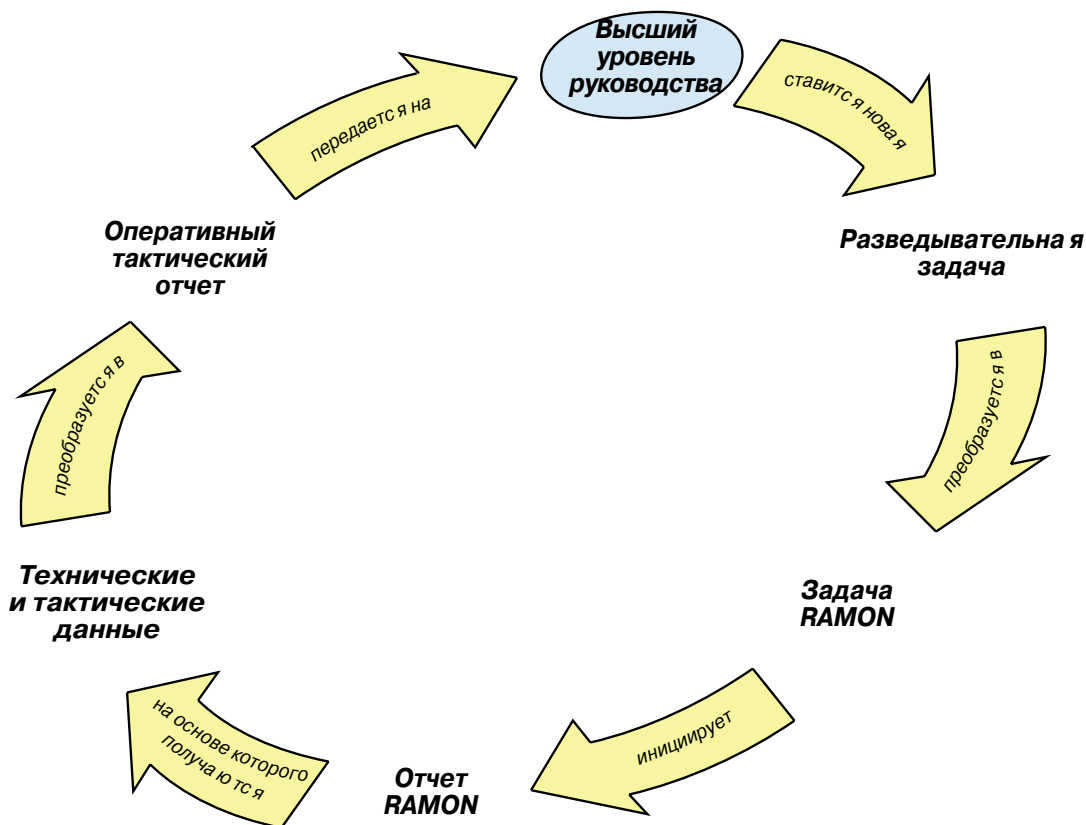 Высший
уровень
руководства
ставится новая
Разведывательная
задача
преобразуется в
Задача
RAMON
инициирует
Отчет
RAMON
на основе которого
получаются
Технические
и тактические
данные
преобразуется в
Оперативный
тактический
отчет
передается на